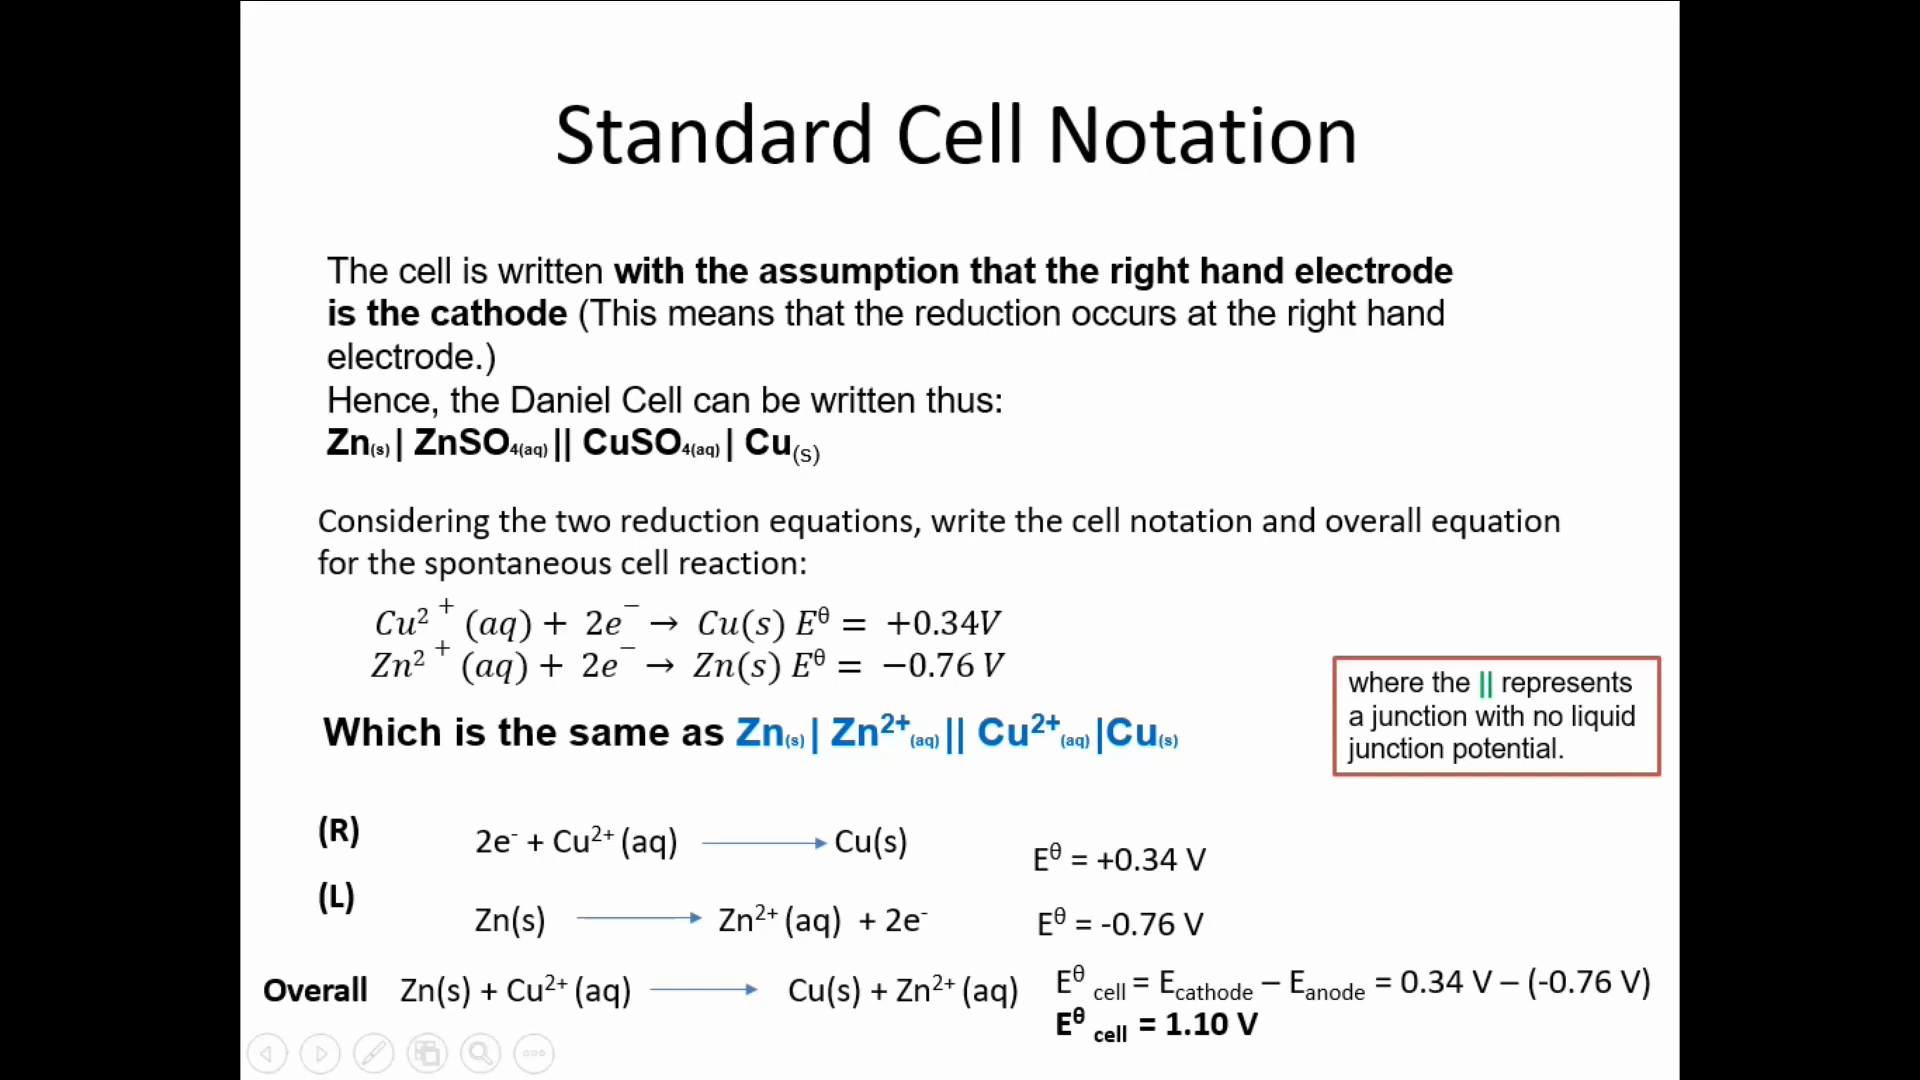 Standard Cell Notation
The cell is written with the assumption that the right hand electrode
is the cathode (This means that the reduction occurs at the right hand
electrode.)
Hence, the Daniel Cell can be written thus:
Zn(s) | ZnSO4(aq) || CuSO4(aq) | Cu(s)
Considering the two reduction equations, write the cell notation and overall equation
for the spontaneous cell reaction:
Cu²⁺ (aq) + 2e⁻ → Cu(s) Eᶿ = +0.34V
Zn²⁺ (aq) + 2e⁻ → Zn(s) Eᶿ = −0.76 V
where the || represents
a junction with no liquid
junction potential.
Which is the same as Zn(s) | Zn²⁺(aq) || Cu²⁺(aq) |Cu(s)
(R) 2e⁻ + Cu²⁺ (aq) → Cu(s) Eᶿ = +0.34 V
(L) Zn(s) → Zn²⁺ (aq) + 2e⁻ Eᶿ = -0.76 V
Overall Zn(s) + Cu²⁺ (aq) → Cu(s) + Zn²⁺ (aq) Eᶿ cell = Ecathode – Eanode = 0.34 V – (-0.76 V)
Eᶿ cell = 1.10 V